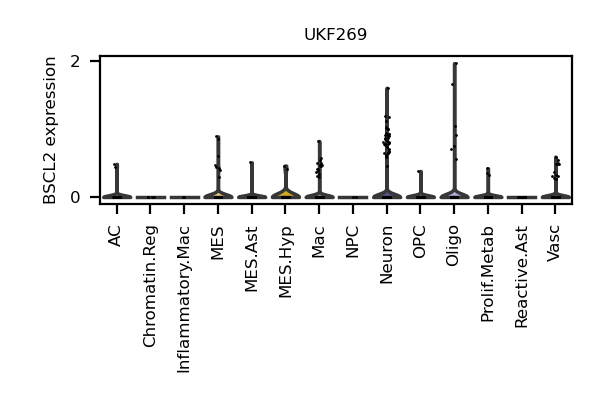 UKF269
BSCL2 expression
2
0
AC
Chromatin.Reg
Inflammatory.Mac
MES
MES.Ast
MES.Hyp
Mac
NPC
Neuron
OPC
Oligo
Prolif.Metab
Reactive.Ast
Vasc